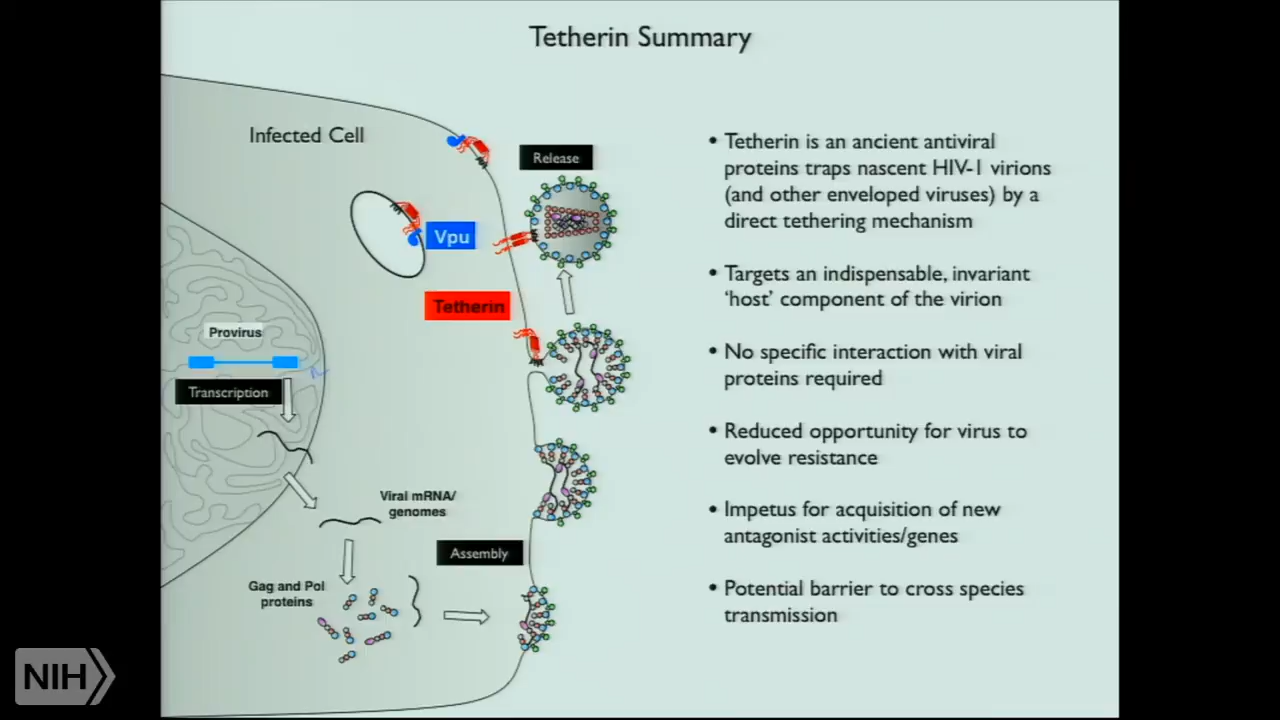 Tetherin Summary
Infected Cell
Release
Vpu
Tetherin
Provirus
Transcription
Viral mRNA/
genomes
Assembly
Gag and Pol
proteins
• Tetherin is an ancient antiviral
proteins traps nascent HIV-1 virions
(and other enveloped viruses) by a
direct tethering mechanism
• Targets an indispensable, invariant
‘host’ component of the virion
• No specific interaction with viral
proteins required
• Reduced opportunity for virus to
evolve resistance
• Impetus for acquisition of new
antagonist activities/genes
• Potential barrier to cross species
transmission
NIH